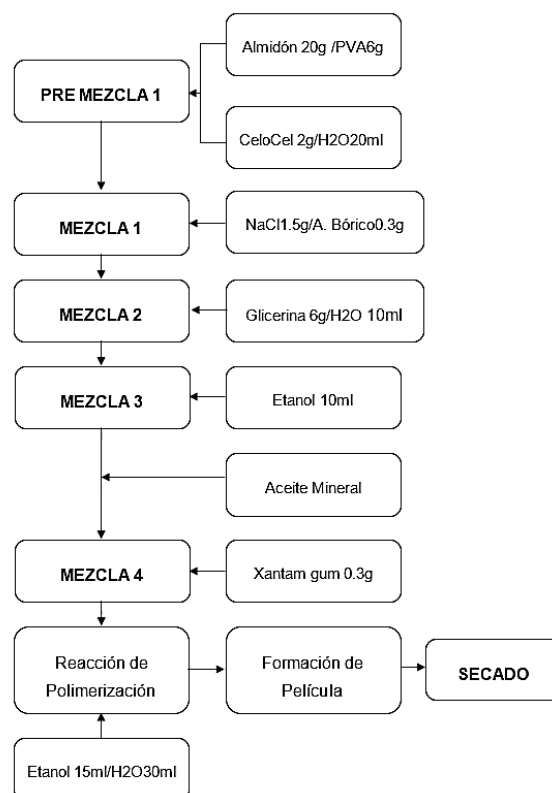 Almidón 20g /PVA6g
PRE MEZCLA 1
CeloCel 2g/H2O20ml
MEZCLA 1
NaCl1.5g/A. Bórico0.3g
MEZCLA 2
Glicerina 6g/H2O 10ml
MEZCLA 3
Etanol 10ml
Aceite Mineral
MEZCLA 4
Xantam gum 0.3g
Reacción de
Polimerización
Formación de
Película
SECADO
Etanol 15ml/H2O30ml